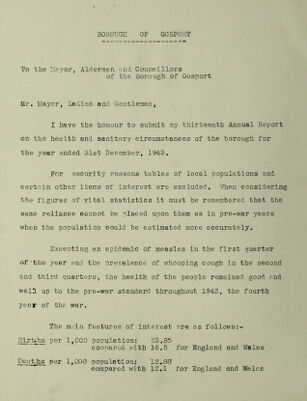 BOROUGH OF GOSPORT
To the Mayor, Aldermen and Councillors
of the Borough of Gosport
Mr. Mayor, Ladies and Gentlemen,
I have the honour to submit my thirteenth Annual Report
on the health and sanitary circumstances of the borough for
the year ended 31st December, 1943.
For security reasons tables of local populations and
certain other items of interest are excluded. When considering
the figures of vital statistics it must be remembered that the
same reliance cannot be placed upon them as in pre-war years
when the population could be estimated more accurately.
Excepting an epidemic of measles in the first quarter
of the year and the prevalence of whooping cough in the second
and third quarters, the health of the people remained good and
well up to the pre-war standard throughout 1943, the fourth
year of the war.
The main features of interest are as follows:-
Births per 1,000 population: 23.65
compared with 16.5 for England and Wales
Deaths per 1,000 population: 12.68
compared with 12.1 for England and Wales